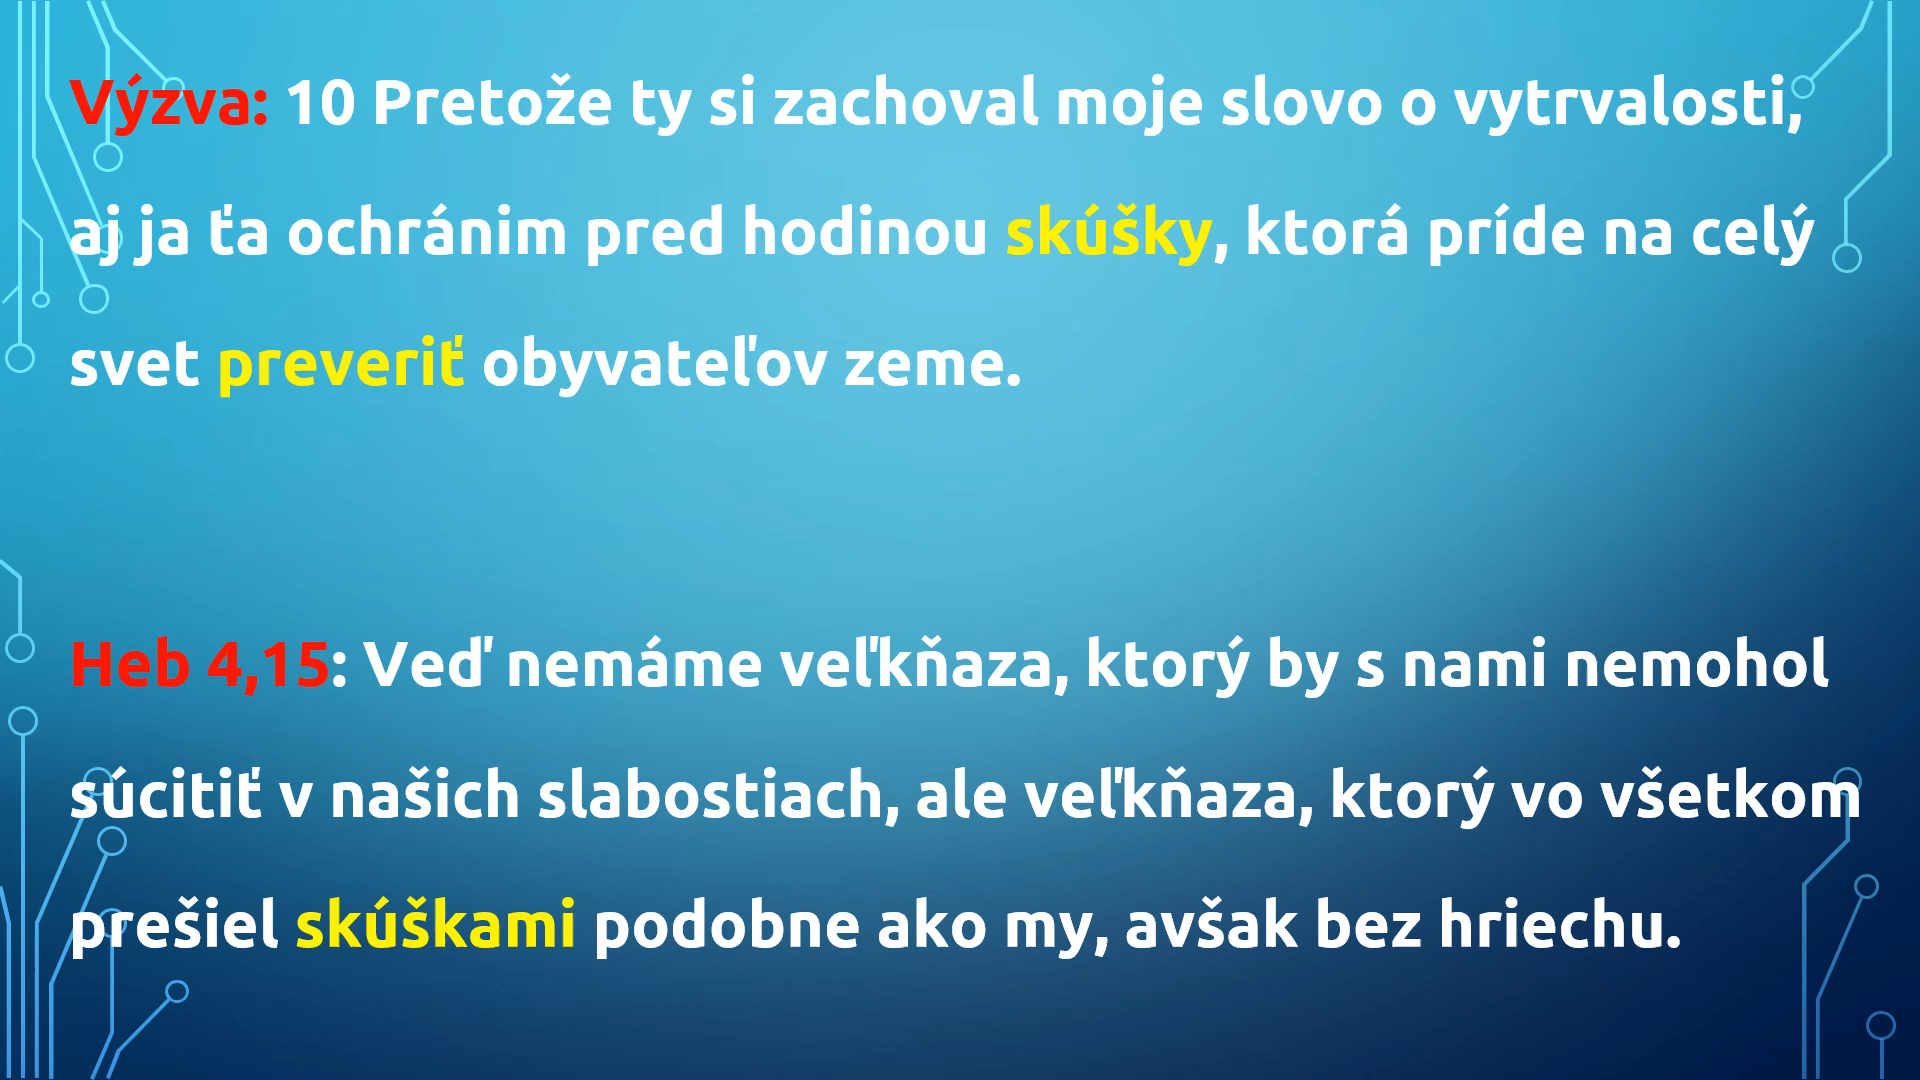 Výzva: 10 Pretože ty si zachoval moje slovo o vytrvalosti,
aj ja ťa ochránim pred hodinou skúšky, ktorá príde na celý
svet preveriť obyvateľov zeme.
Heb 4,15: Veď nemáme veľkňaza, ktorý by s nami nemohol
súcitiť v našich slabostiach, ale veľkňaza, ktorý vo všetkom
prešiel skúškami podobne ako my, avšak bez hriechu.